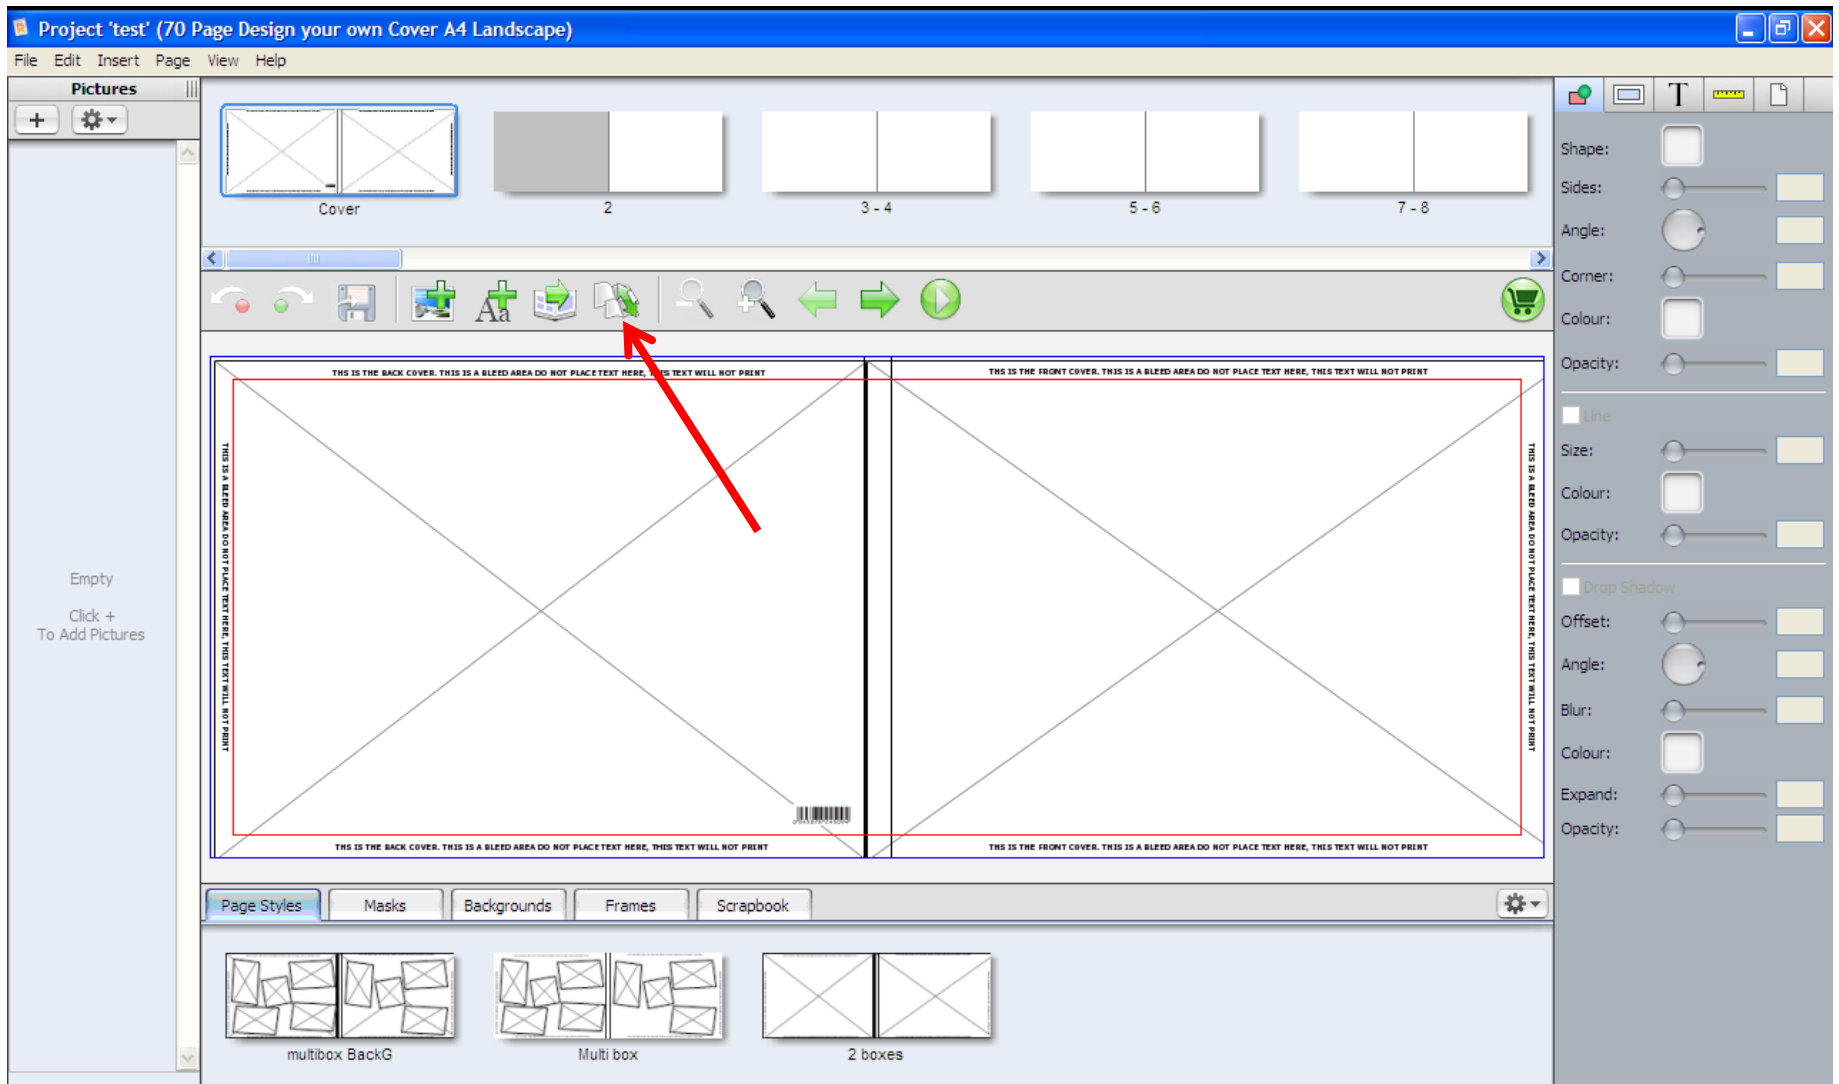 Project 'test' (70 Page Design your own Cover A4 Landscape)
File Edit Insert Page View Help
Pictures
Cover
2
3 - 4
5 - 6
7 - 8
T
Aa
THS IS THE BACK COVER. THIS IS A BLEED AREA DO NOT PLACE TEXT HERE, THIS TEXT WILL NOT PRINT
THS IS THE FRONT COVER. THIS IS A BLEED AREA DO NOT PLACE TEXT HERE, THIS TEXT WILL NOT PRINT
THIS IS A BLEED AREA DO NOT PLACE TEXT HERE, THIS TEXT WILL NOT PRINT
THIS IS A BLEED AREA DO NOT PLACE TEXT HERE, THIS TEXT WILL NOT PRINT
Empty
Click +
To Add Pictures
THS IS THE BACK COVER. THIS IS A BLEED AREA DO NOT PLACE TEXT HERE, THIS TEXT WILL NOT PRINT
THS IS THE FRONT COVER. THIS IS A BLEED AREA DO NOT PLACE TEXT HERE, THIS TEXT WILL NOT PRINT
Page Styles
Masks
Backgrounds
Frames
Scrapbook
multibox BackG
Multi box
2 boxes
Shape:
Sides:
Angle:
Corner:
Colour:
Opacity:
Line
Size:
Colour:
Opacity:
Drop Shadow
Offset:
Angle:
Blur:
Colour:
Expand:
Opacity: